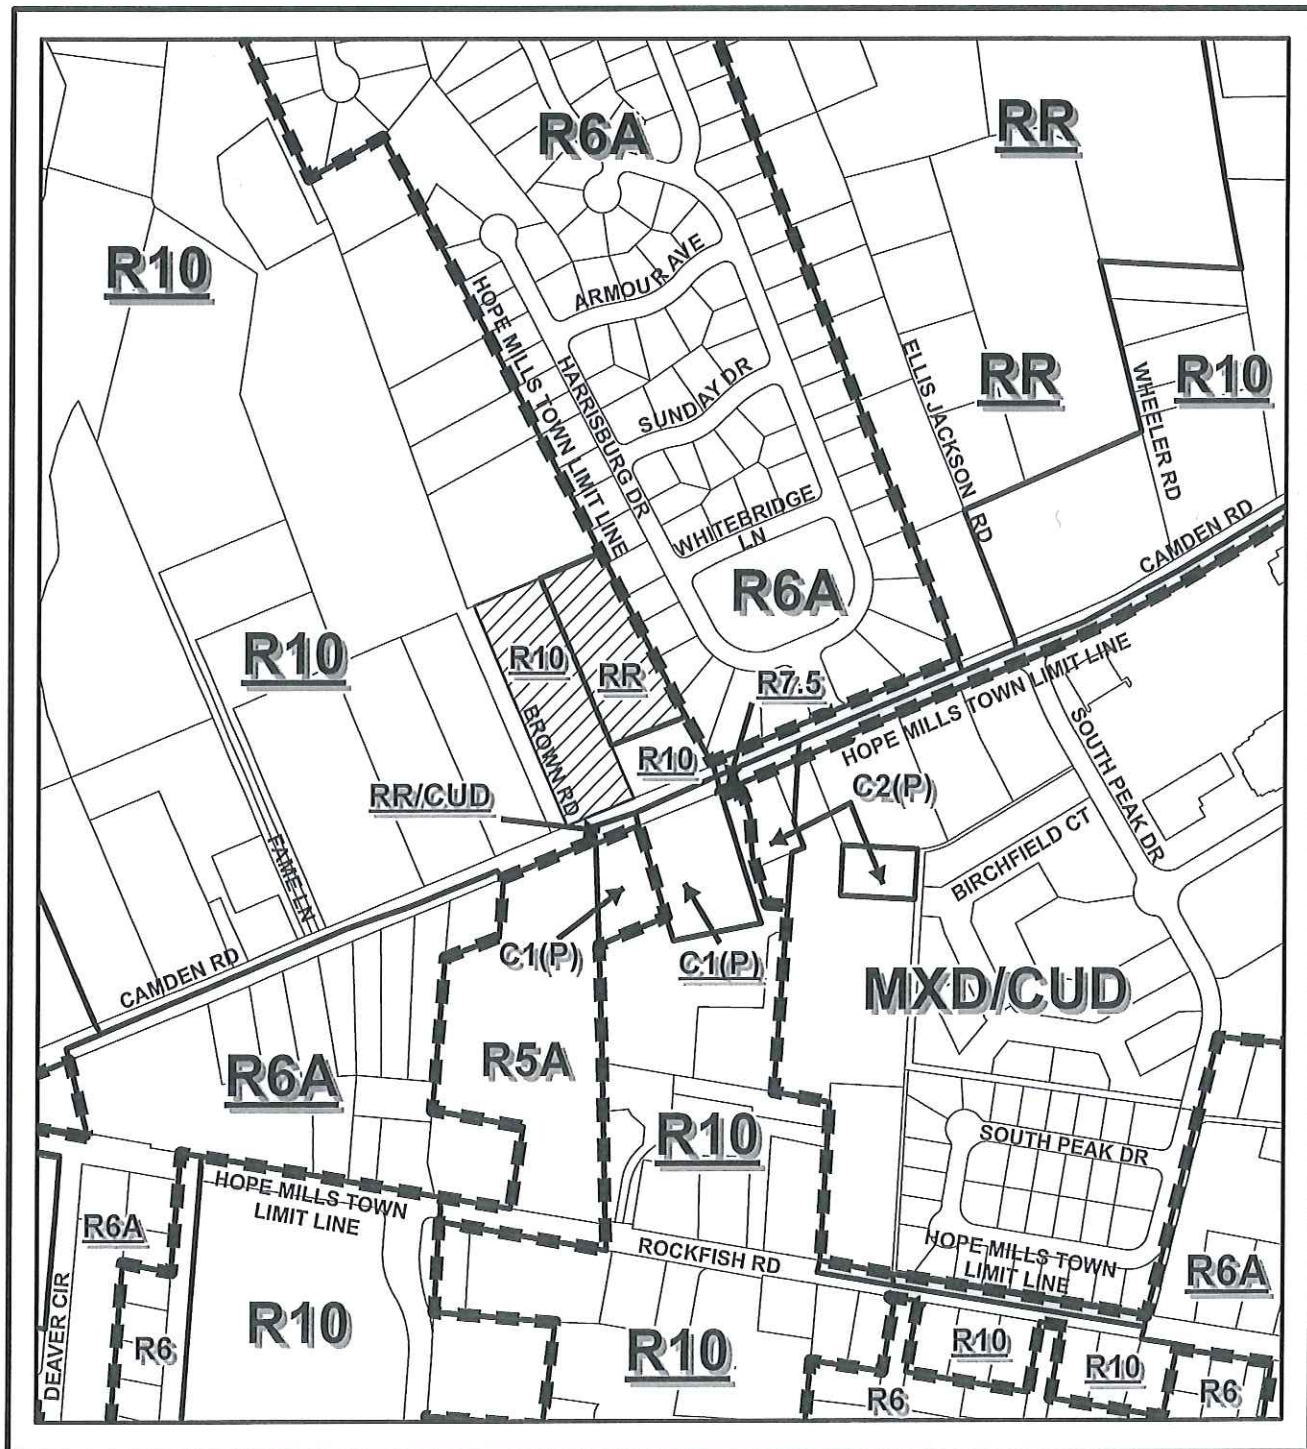 R6A
RR
R10
ARMOUR AVE
HOPE MILLS TOWN LIMIT LINE
HARRISBURG DR
SUNDAY DR
ELLIS JACKSON RD
RR
WHEELER RD
R10
CAMDEN RD
WHITEBRIDGE
LN
R6A
R10
R10
RR
R7.5
HOPE MILLS TOWN LIMIT LINE
BROWN RD
R10
SOUTH PEAK DR
RR/CUD
C2(P)
FAME LN
BIRCHFIELD CT
C1(P)
C1(P)
CAMDEN RD
MXD/CUD
R6A
R5A
R10
SOUTH PEAK DR
HOPE MILLS TOWN
LIMIT LINE
R6A
ROCKFISH RD
HOPE MILLS TOWN
LIMIT LINE
R6A
DEAVER CIR
R6
R10
R10
R10
R10
R6
R6